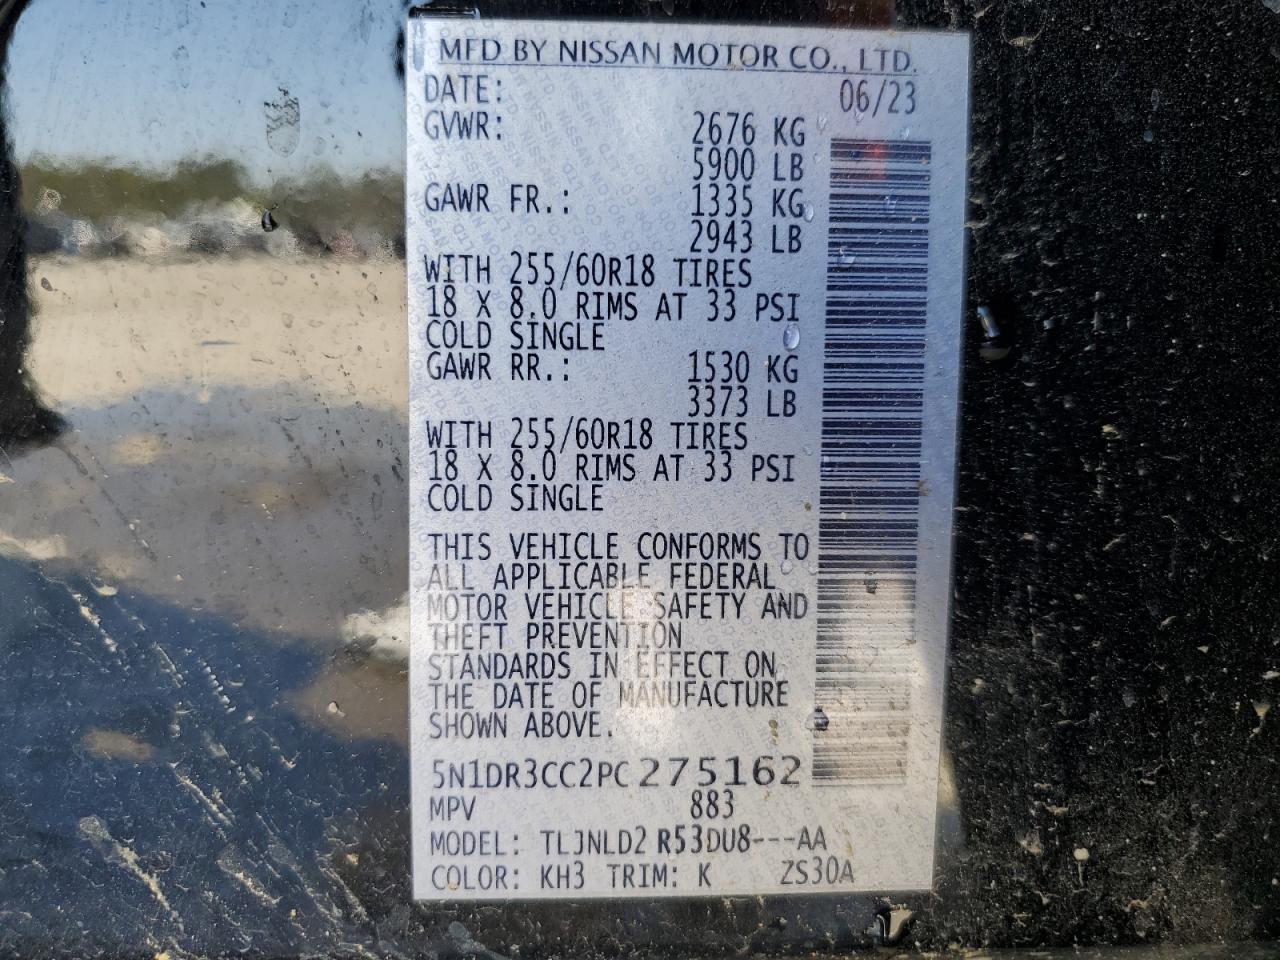 MFD BY NISSAN MOTOR CO., LTD.
DATE: 06/23
GVWR: 2676 KG
5900 LB
GAWR FR.: 1335 KG
2943 LB
WITH 255/60R18 TIRES
18 X 8.0 RIMS AT 33 PSI
COLD SINGLE
GAWR RR.: 1530 KG
3373 LB
WITH 255/60R18 TIRES
18 X 8.0 RIMS AT 33 PSI
COLD SINGLE
THIS VEHICLE CONFORMS TO
ALL APPLICABLE FEDERAL
MOTOR VEHICLE SAFETY AND
THEFT PREVENTION
STANDARDS IN EFFECT ON
THE DATE OF MANUFACTURE
SHOWN ABOVE.
5N1DR3CC2PC275162
MPV 883
MODEL: TLJNLD2 R53DU8---AA
COLOR: KH3 TRIM: K ZS30A